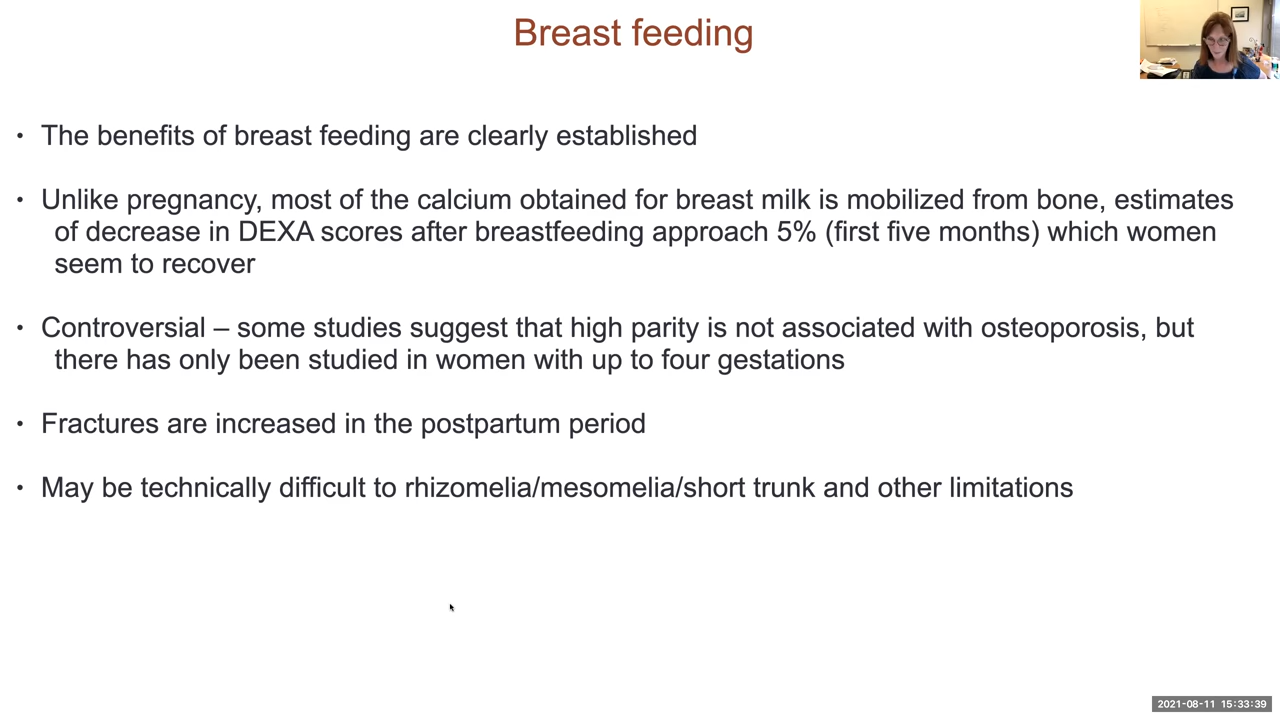 Breast feeding
• The benefits of breast feeding are clearly established
• Unlike pregnancy, most of the calcium obtained for breast milk is mobilized from bone, estimates
of decrease in DEXA scores after breastfeeding approach 5% (first five months) which women
seem to recover
• Controversial – some studies suggest that high parity is not associated with osteoporosis, but
there has only been studied in women with up to four gestations
• Fractures are increased in the postpartum period
• May be technically difficult to rhizomelia/mesomelia/short trunk and other limitations
2021-08-11 15:33:39